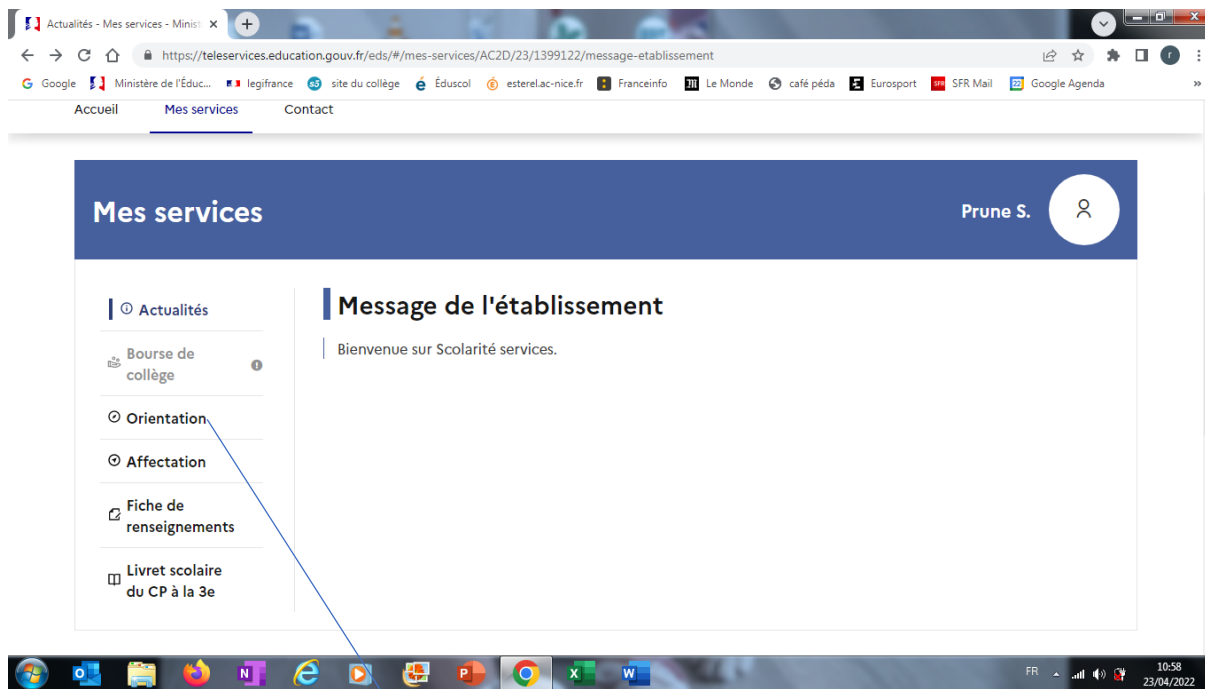 Actualités - Mes services - Minist
https://teleservices.education.gouv.fr/eds/#/mes-services/AC2D/23/1399122/message-etablissement
r
Google Ministère de l'Éduc... legifrance site du collège Éduscol esterel.ac-nice.fr Franceinfo Le Monde café péda Eurosport SFR Mail Google Agenda »
Accueil Mes services Contact
Mes services
Prune S.
Actualités
Message de l'établissement
Bourse de
collège
Bienvenue sur Scolarité services.
Orientation
Affectation
Fiche de
renseignements
Livret scolaire
du CP à la 3e
FR
10:58
23/04/2022